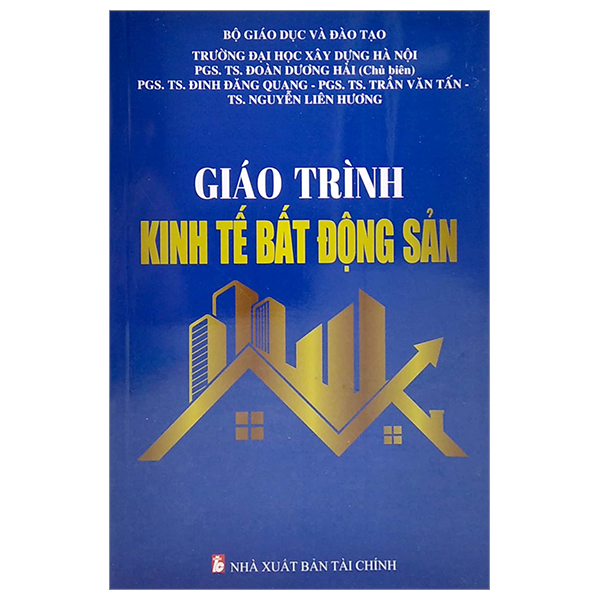 BỘ GIÁO DỤC VÀ ĐÀO TẠO
TRƯỜNG ĐẠI HỌC XÂY DỰNG HÀ NỘI
PGS. TS. ĐOÀN DƯƠNG HẢI (Chủ biên)
PGS. TS. ĐINH ĐĂNG QUANG - PGS. TS. TRẦN VĂN TẤN -
TS. NGUYỄN LIÊN HƯƠNG
GIÁO TRÌNH
KINH TẾ BẤT ĐỘNG SẢN
NHÀ XUẤT BẢN TÀI CHÍNH